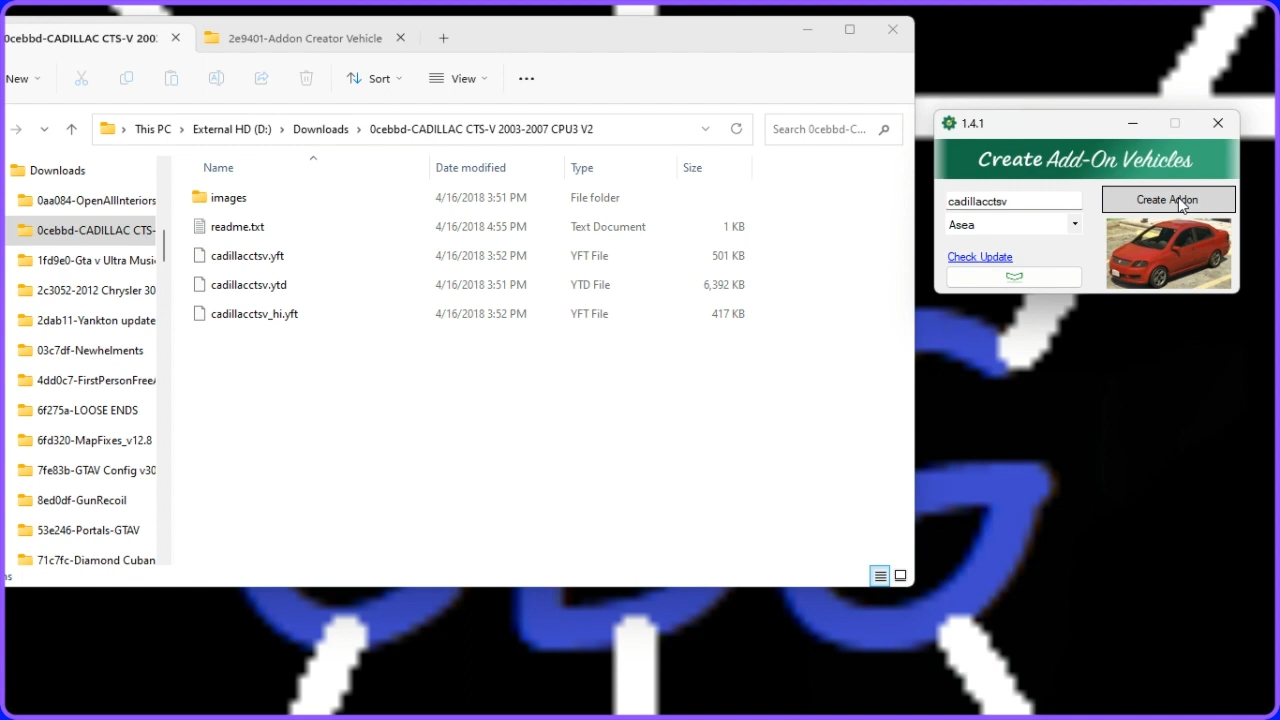 0cebbd-CADILLAC CTS-V 200:
2e9401-Addon Creator Vehicle
New
Sort
View
This PC > External HD (D:) > Downloads > 0cebbd-CADILLAC CTS-V 2003-2007 CPU3 V2
Search 0cebbd-C...
Downloads
0aa084-OpenAllInteriors
0cebbd-CADILLAC CTS-
1fd9e0-Gta v Ultra Musi
2c3052-2012 Chrysler 30
2dab11-Yankton update
03c7df-Newhelments
4dd0c7-FirstPersonFree
6f275a-LOOSE ENDS
6fd320-MapFixes_v12.8
7fe83b-GTAV Config v30
8ed0df-GunRecoil
53e246-Portals-GTAV
71c7fc-Diamond Cuban
Name Date modified Type Size
images 4/16/2018 3:51 PM File folder
readme.txt 4/16/2018 4:55 PM Text Document 1 KB
cadillacctsv.yft 4/16/2018 3:52 PM YFT File 501 KB
cadillacctsv.ytd 4/16/2018 3:51 PM YTD File 6,392 KB
cadillacctsv_hi.yft 4/16/2018 3:52 PM YFT File 417 KB
1.4.1
Create Add-On Vehicles
cadillacctsv
Create Addon
Asea
Check Update